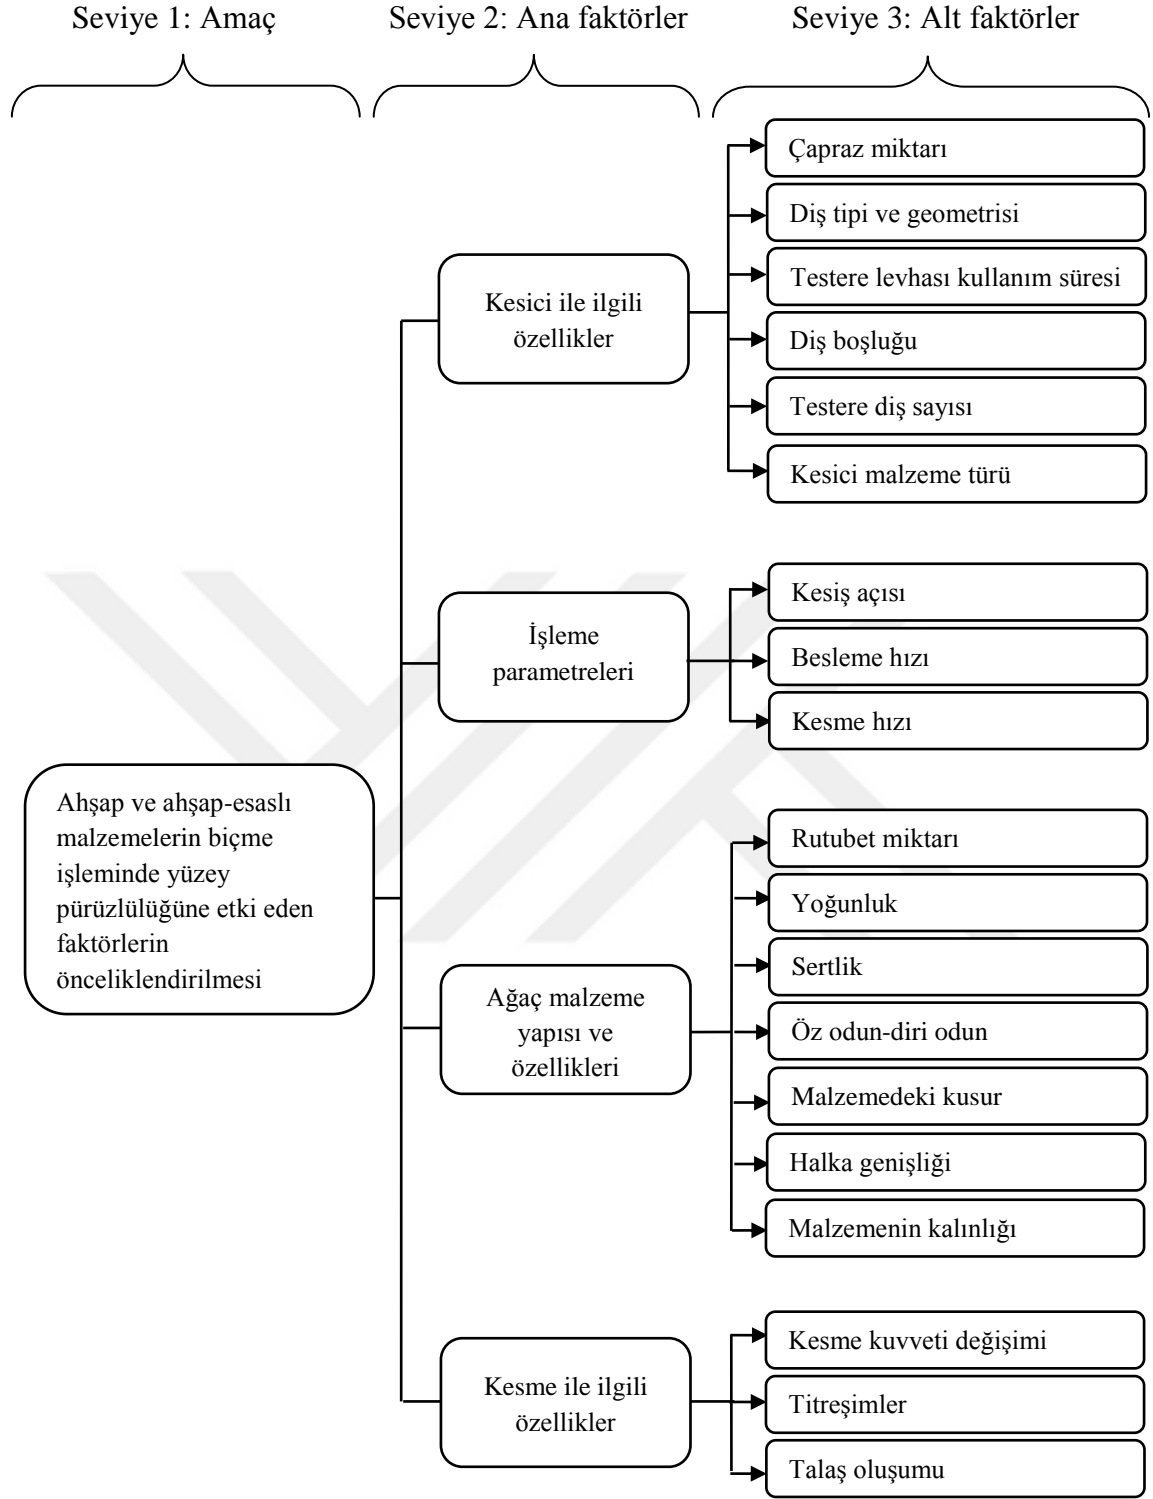 Seviye 1: Amaç
Seviye 2: Ana faktörler
Seviye 3: Alt faktörler
Ahşap ve ahşap-esaslı
malzemelerin biçme
işleminde yüzey
pürüzlülüğüne etki eden
faktörlerin
önceliklendirilmesi
Kesici ile ilgili
özellikler
Çapraz miktarı
Diş tipi ve geometrisi
Testere levhası kullanım süresi
Diş boşluğu
Testere diş sayısı
Kesici malzeme türü
İşleme
parametreleri
Kesiş açısı
Besleme hızı
Kesme hızı
Ağaç malzeme
yapısı ve
özellikleri
Rutubet miktarı
Yoğunluk
Sertlik
Öz odun-diri odun
Malzemedeki kusur
Halka genişliği
Malzemenin kalınlığı
Kesme ile ilgili
özellikler
Kesme kuvveti değişimi
Titreşimler
Talaş oluşumu